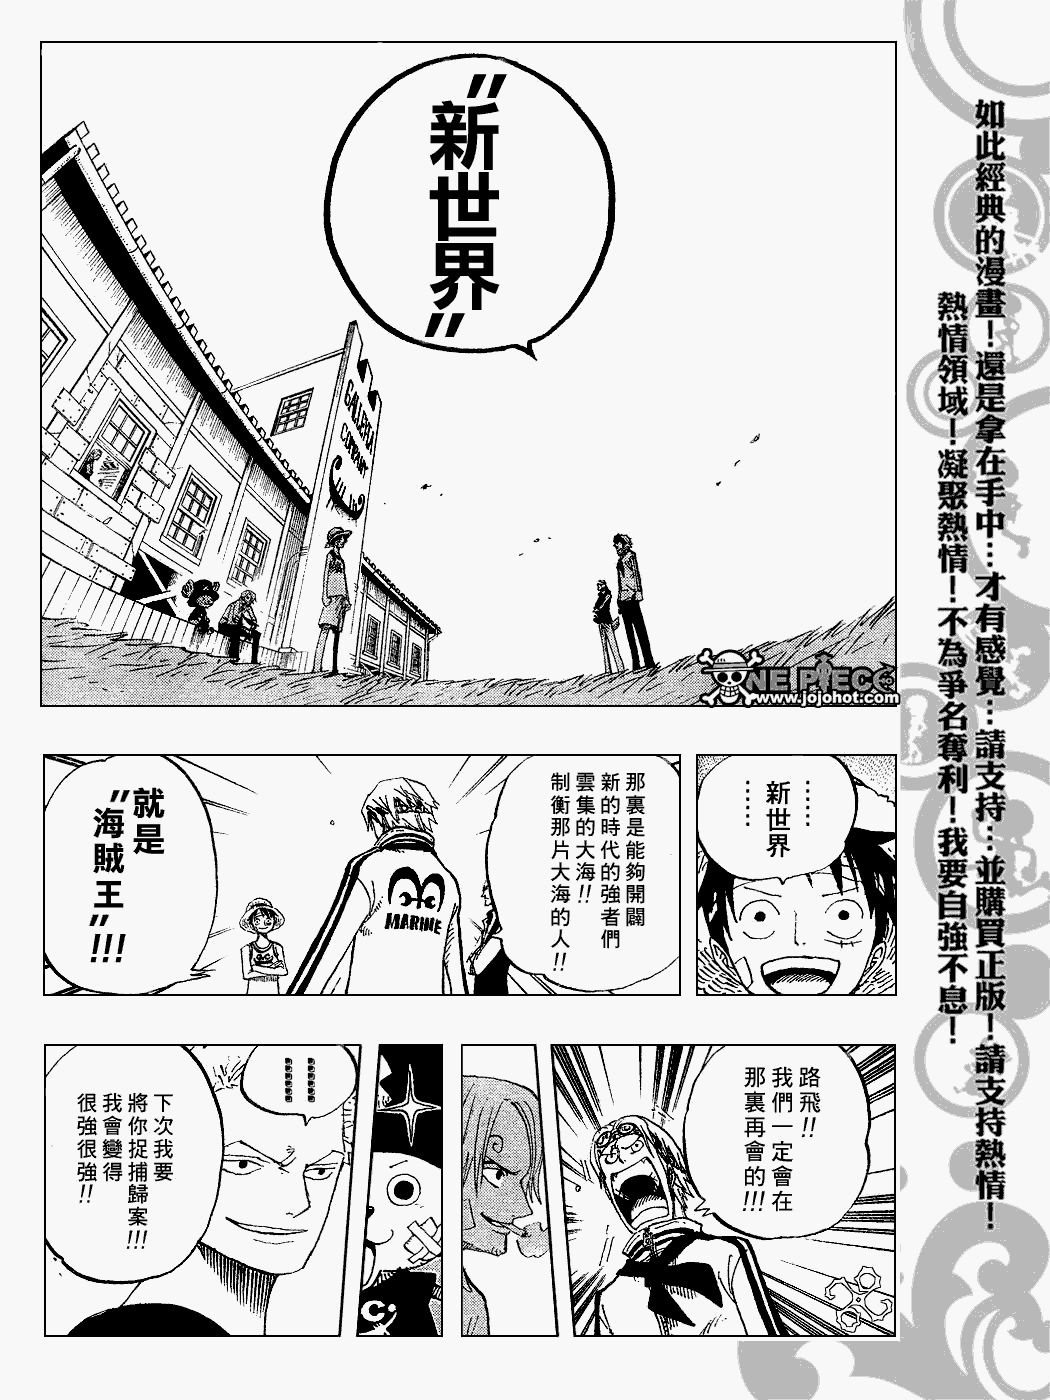 〝新世界〞
GALLEY-LA
COMPANY
ONE PIECE
www.jojohot.com
……
新世界
……
那裏是能夠開闢
新的時代的強者們
雲集的大海!!
制衡那片大海的人!!
MARINE
就是
〝海賊王〞!!!
路飛!!
我們一定會在
那裏再會的!!!
……
……
下次我要
將你捉捕歸案!!!
我會變得
很強很強!!
如此經典的漫畫！還是拿在手中…才有感覺…請支持…並購買正版！請支持熱情！
熱情領域！凝聚熱情！不為爭名奪利！我要自強不息！